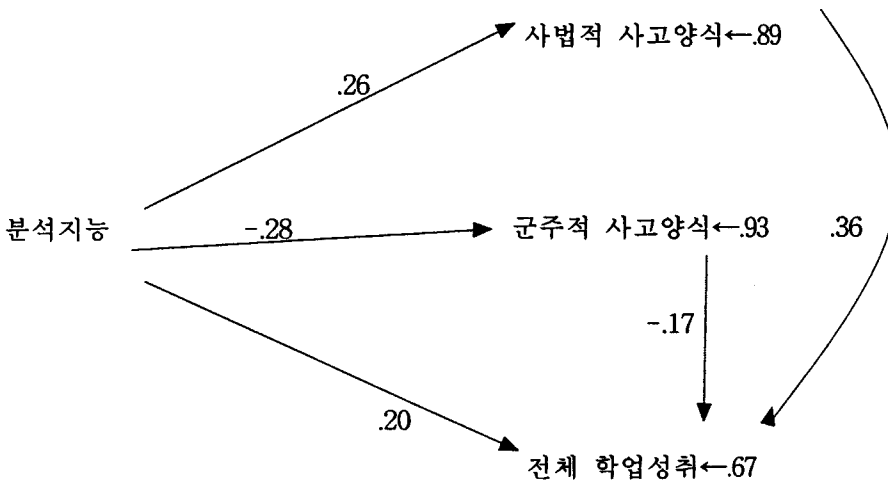 사법적 사고양식←.89
.26
분석지능
-.28
군주적 사고양식←.93
.36
-.17
.20
전체 학업성취←.67